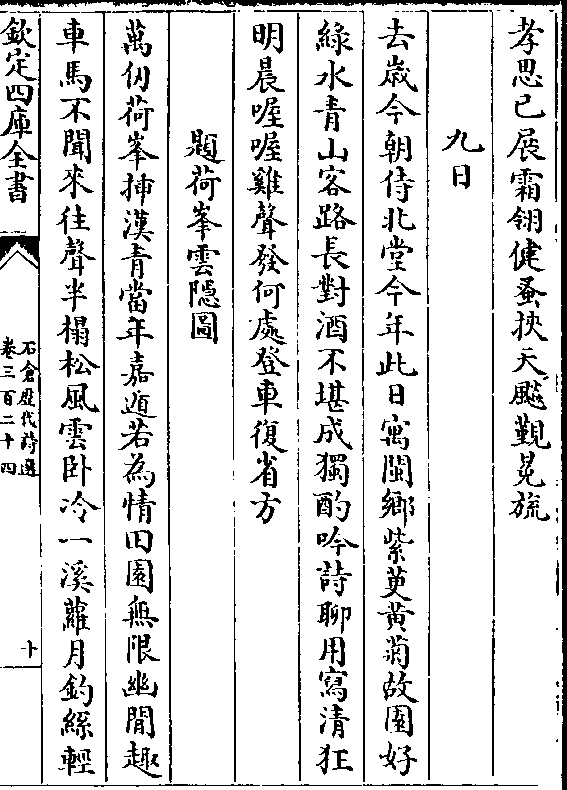 孝思已展霜翎健蚤挾天飈覲晃旒
九日
去歲今朝侍北堂今年此日寓閩鄉紫萸黃菊故園好
綠水青山客路長對酒不堪成獨酌吟詩聊用寫清狂
明晨喔喔雞聲發何處登車復省方
題荷峯雲隱圖
萬仞荷峯揷漢青當年嘉遁若為情田園無限幽閒趣
車馬不聞來往聲半榻松風雲卧冷一溪蘿月釣絲輕
欽定四庫全書
石倉歷代詩選
卷三百二十四
十